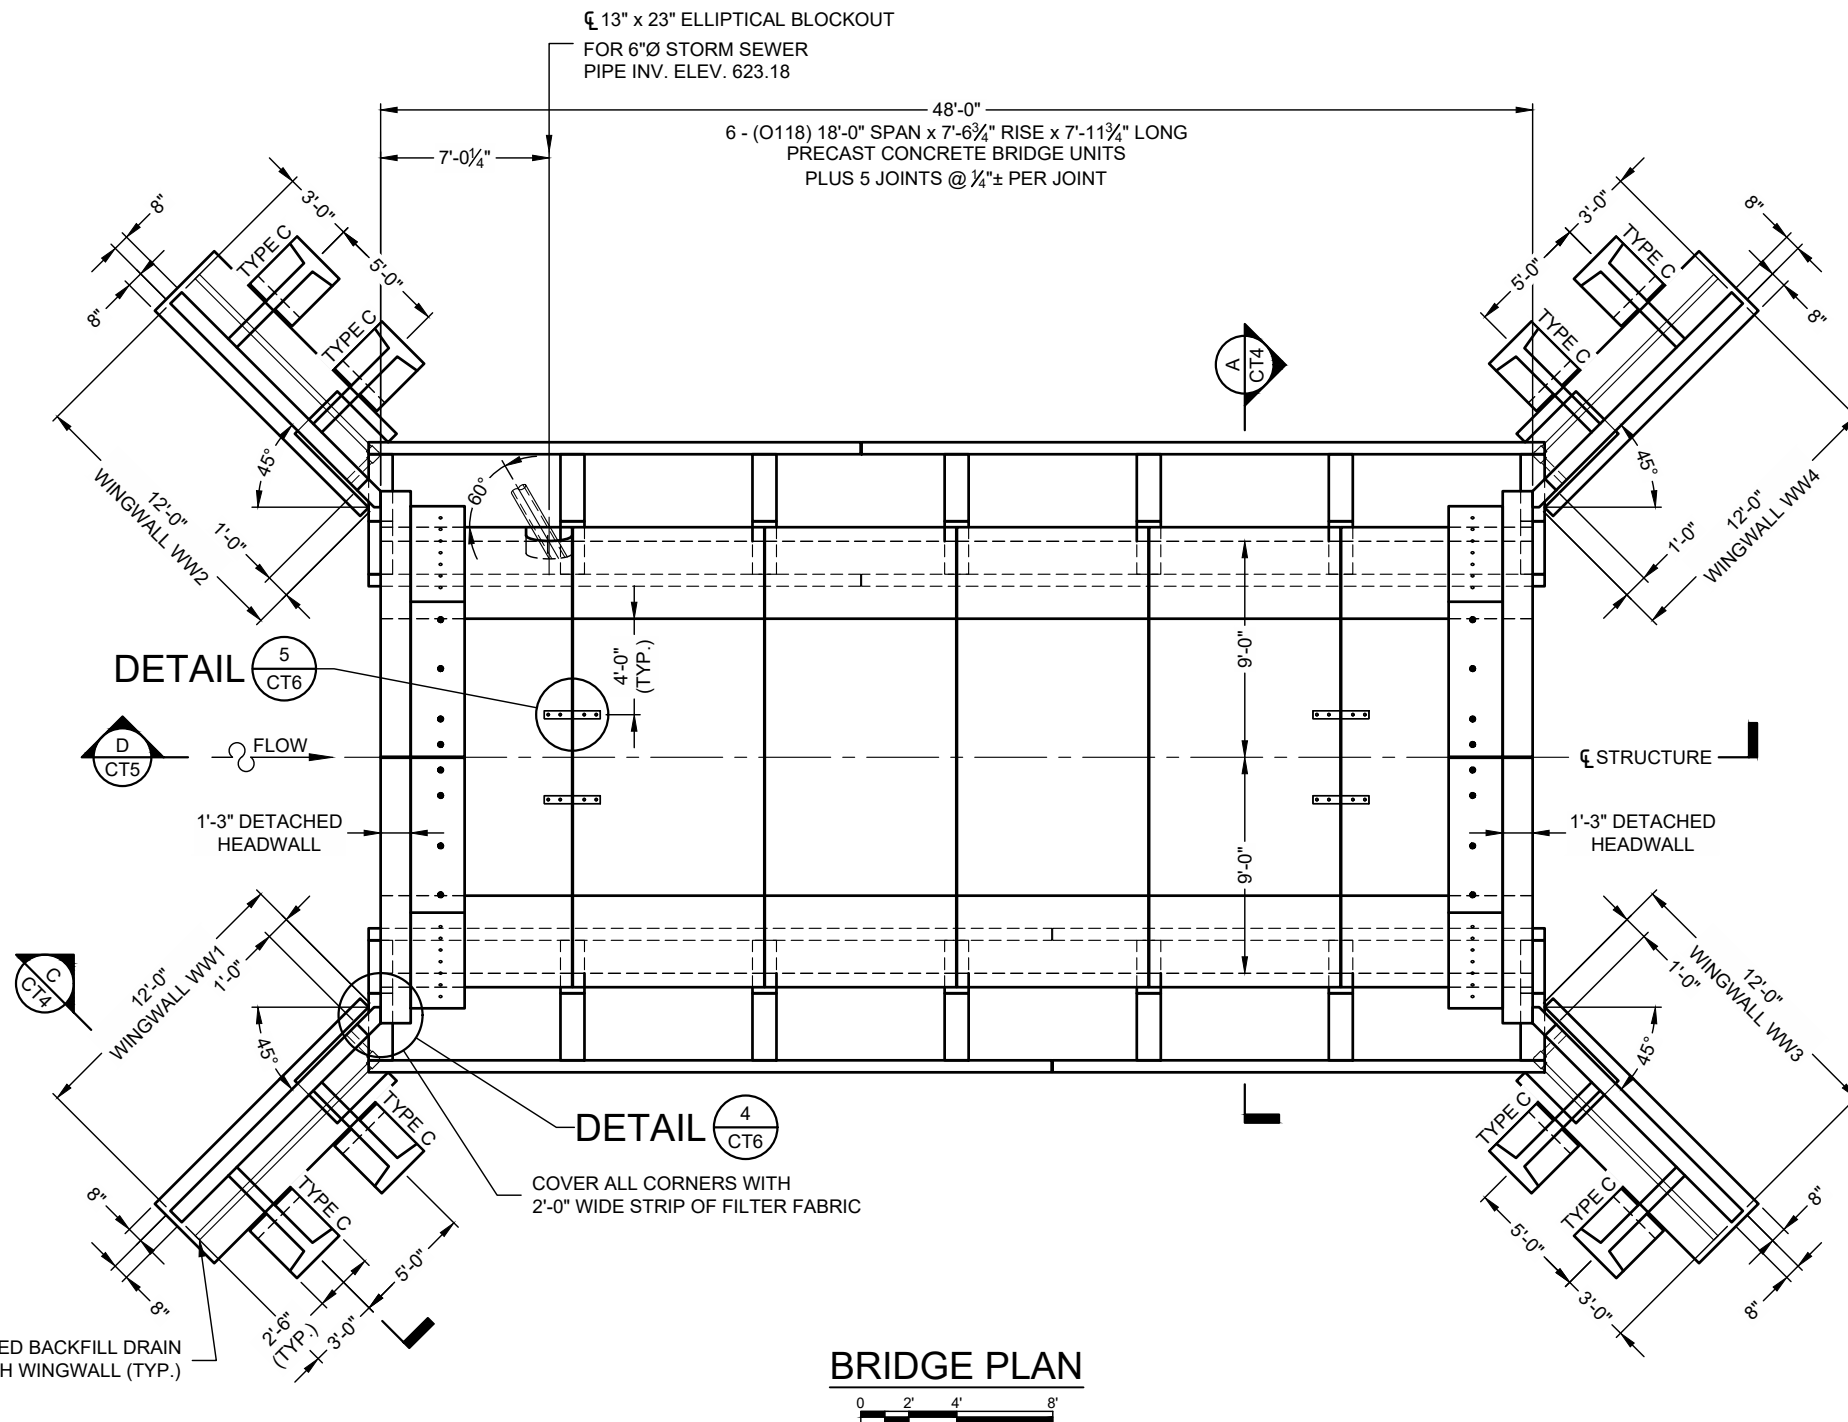 ℄ 13" x 23" ELLIPTICAL BLOCKOUT
FOR 6"Ø STORM SEWER
PIPE INV. ELEV. 623.18
48'-0"
6 - (O118) 18'-0" SPAN x 7'-6¾" RISE x 7'-11¾" LONG
PRECAST CONCRETE BRIDGE UNITS
PLUS 5 JOINTS @ ¼"± PER JOINT
7'-0¼"
8"
8"
3'-0"
5'-0"
TYPE C
TYPE C
45°
12'-0"
WINGWALL WW2
1'-0"
60°
A
CT4
3'-0"
5'-0"
8"
8"
TYPE C
TYPE C
45°
1'-0"
12'-0"
WINGWALL WW4
DETAIL
5
CT6
4'-0"
(TYP.)
9'-0"
D
CT5
FLOW
℄ STRUCTURE
1'-3" DETACHED
HEADWALL
9'-0"
1'-3" DETACHED
HEADWALL
C
CT4
12'-0"
WINGWALL WW1
1'-0"
45°
TYPE C
TYPE C
8"
8"
5'-0"
3'-0"
2'-6"
(TYP.)
DETAIL
4
CT6
COVER ALL CORNERS WITH
2'-0" WIDE STRIP OF FILTER FABRIC
12'-0"
WINGWALL WW3
1'-0"
45°
TYPE C
TYPE C
5'-0"
3'-0"
8"
8"
ED BACKFILL DRAIN
H WINGWALL (TYP.)
BRIDGE PLAN
0 2' 4' 8'